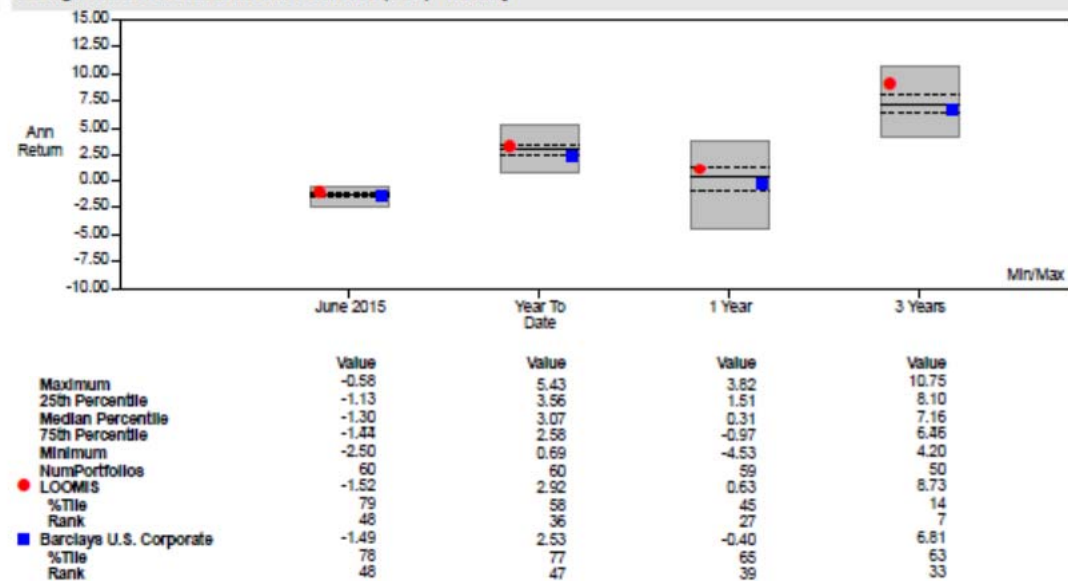 15.00
12.50
10.00
7.50
5.00
2.50
0.00
-2.50
-5.00
-7.50
-10.00
Ann
Return
Min/Max
June 2015 Year To Date 1 Year 3 Years
Value Value Value Value
Maximum -0.58 5.43 3.82 10.75
25th Percentile -1.13 3.56 1.51 8.10
Median Percentile -1.30 3.07 0.31 7.16
75th Percentile -1.44 2.58 -0.97 6.46
Minimum -2.50 0.69 -4.53 4.20
NumPortfolios 60 60 59 50
LOOMIS -1.52 2.92 0.63 8.73
%Tile 79 58 45 14
Rank 48 36 27 7
Barclays U.S. Corporate -1.49 2.53 -0.40 6.81
%Tile 78 77 65 63
Rank 48 47 39 33